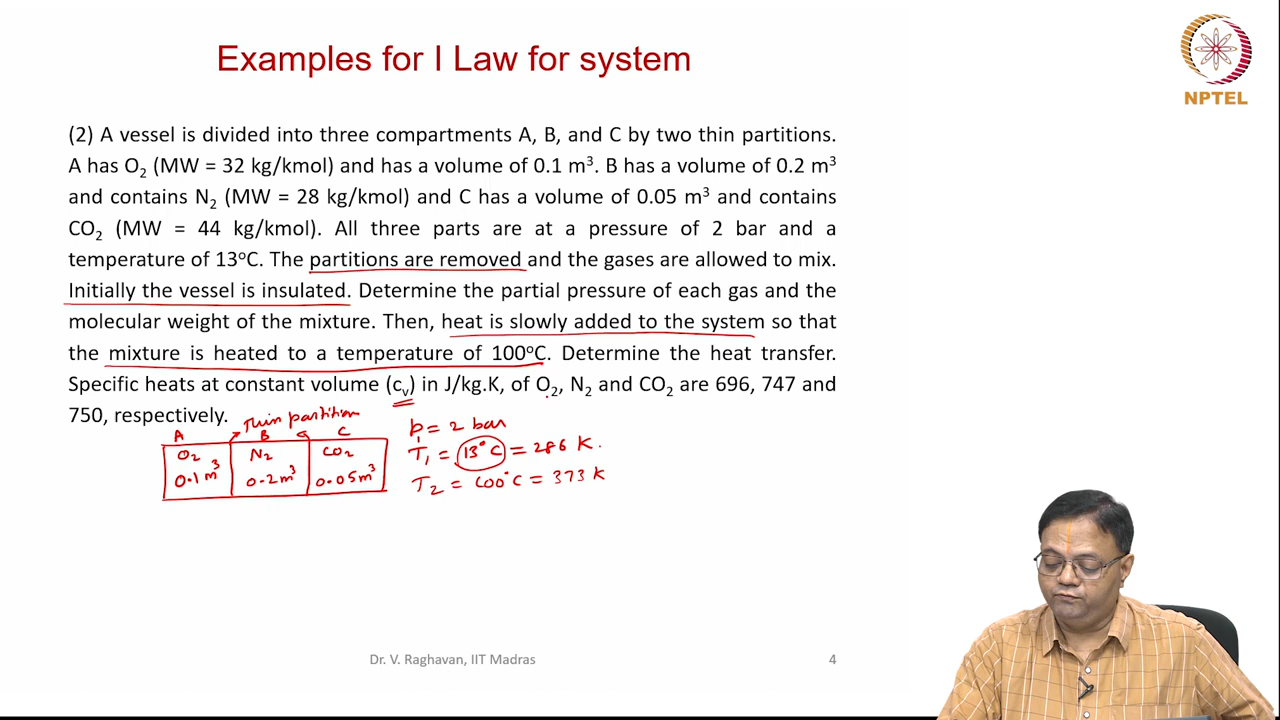 Examples for I Law for system
NPTEL
(2) A vessel is divided into three compartments A, B, and C by two thin partitions.
A has O₂ (MW = 32 kg/kmol) and has a volume of 0.1 m³. B has a volume of 0.2 m³
and contains N₂ (MW = 28 kg/kmol) and C has a volume of 0.05 m³ and contains
CO₂ (MW = 44 kg/kmol). All three parts are at a pressure of 2 bar and a
temperature of 13°C. The partitions are removed and the gases are allowed to mix.
Initially the vessel is insulated. Determine the partial pressure of each gas and the
molecular weight of the mixture. Then, heat is slowly added to the system so that
the mixture is heated to a temperature of 100°C. Determine the heat transfer.
Specific heats at constant volume (cᵥ) in J/kg.K, of O₂, N₂ and CO₂ are 696, 747 and
750, respectively.
Thin partition
A B C
O₂ N₂ CO₂
0.1 m³ 0.2 m³ 0.05 m³
p₁ = 2 bar
T₁ = 13°C = 286 K.
T₂ = 100°C = 373 K
Dr. V. Raghavan, IIT Madras
4